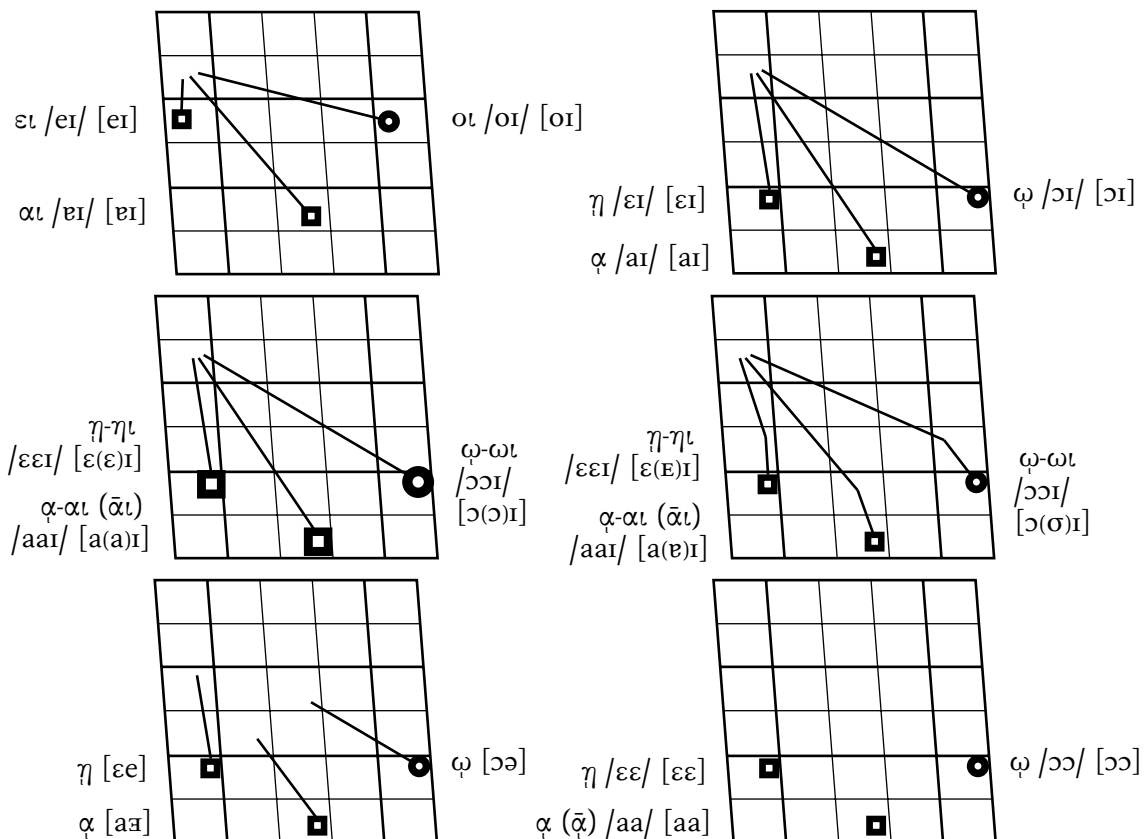 ει /eɪ/ [eɪ]
οι /oɪ/ [oɪ]
αι /ɐɪ/ [ɐɪ]
ῃ /ɛɪ/ [ɛɪ]
ῳ /ɔɪ/ [ɔɪ]
ᾳ /aɪ/ [aɪ]
ῃ-ηι
/ɛɛɪ/ [ɛ(ɛ)ɪ]
ᾳ-αι (ᾱι)
/aaɪ/ [a(a)ɪ]
ῳ-ωι
/ɔɔɪ/
[ɔ(ɔ)ɪ]
ῃ-ηι
/ɛɛɪ/ [ɛ(ᴇ)ɪ]
ᾳ-αι (ᾱι)
/aaɪ/ [a(ɐ)ɪ]
ῳ-ωι
/ɔɔɪ/
[ɔ(σ)ɪ]
ῃ [ɛe]
ῳ [ɔə]
ᾳ [aᴟ]
ῃ /ɛɛ/ [ɛɛ]
ῳ /ɔɔ/ [ɔɔ]
ᾳ (ᾱͅ) /aa/ [aa]